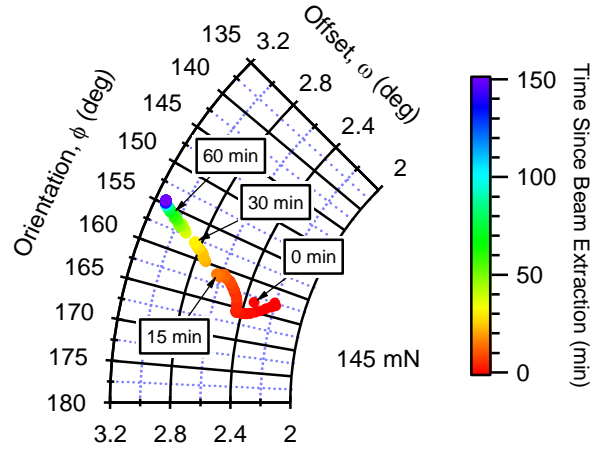 135
3.2
Offset, ω (deg)
140
2.8
145
2.4
150
2
155
160
165
170
175
180
Orientation, ϕ (deg)
60 min
30 min
0 min
15 min
145 mN
3.2 2.8 2.4 2
150
100
50
0
Time Since Beam Extraction (min)